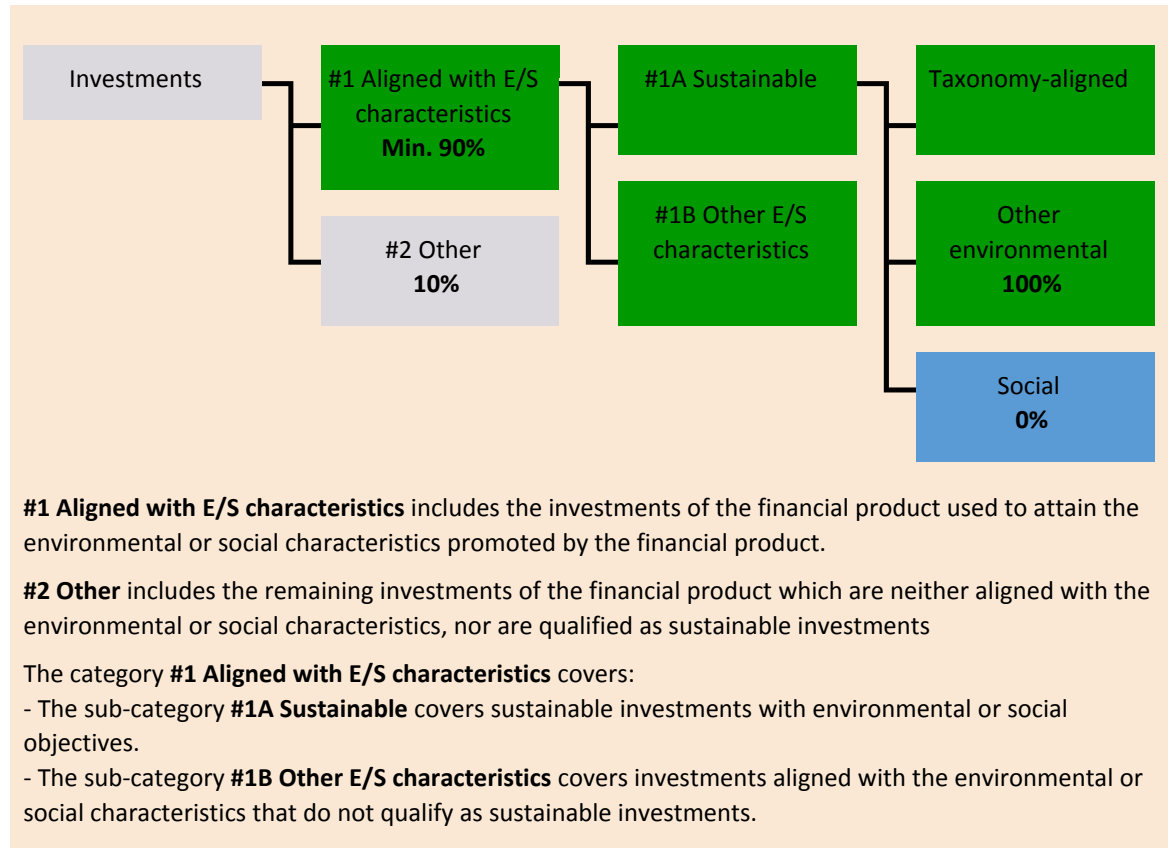 Investments
#1 Aligned with E/S
characteristics
Min. 90%
#2 Other
10%
#1A Sustainable
#1B Other E/S
characteristics
Taxonomy-aligned
Other
environmental
100%
Social
0%
#1 Aligned with E/S characteristics includes the investments of the financial product used to attain the
environmental or social characteristics promoted by the financial product.
#2 Other includes the remaining investments of the financial product which are neither aligned with the
environmental or social characteristics, nor are qualified as sustainable investments
The category #1 Aligned with E/S characteristics covers:
- The sub-category #1A Sustainable covers sustainable investments with environmental or social
objectives.
- The sub-category #1B Other E/S characteristics covers investments aligned with the environmental or
social characteristics that do not qualify as sustainable investments.